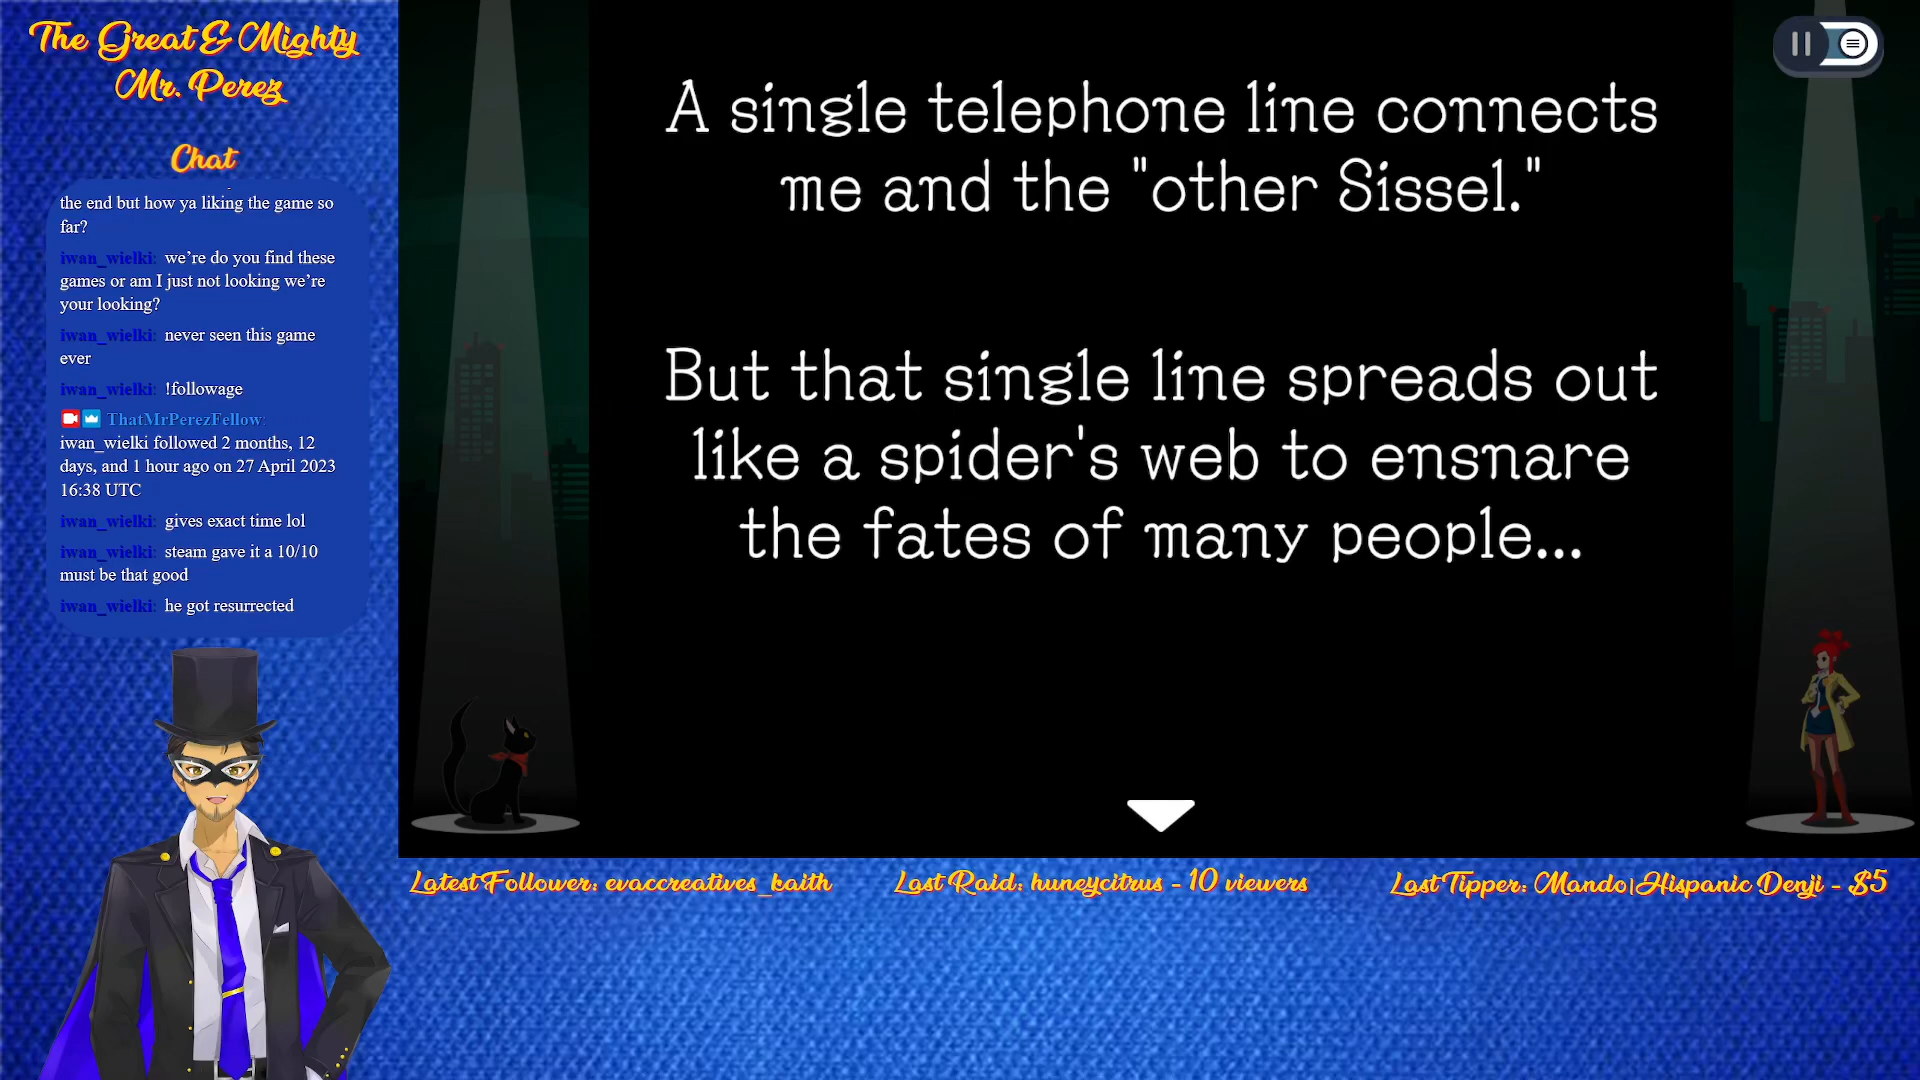 The Great & Mighty
Mr. Perez
Chat
the end but how ya liking the game so
far?
iwan_wielki: we’re do you find these
games or am I just not looking we’re
your looking?
iwan_wielki: never seen this game
ever
iwan_wielki: !followage
ThatMrPerezFellow:
iwan_wielki followed 2 months, 12
days, and 1 hour ago on 27 April 2023
16:38 UTC
iwan_wielki: gives exact time lol
iwan_wielki: steam gave it a 10/10
must be that good
iwan_wielki: he got resurrected
A single telephone line connects
me and the "other Sissel."
But that single line spreads out
like a spider's web to ensnare
the fates of many people...
Latest Follower: evaccreatives_kaith
Last Raid: huneycitrus - 10 viewers
Last Tipper: Mando|Hispanic Denji - $5